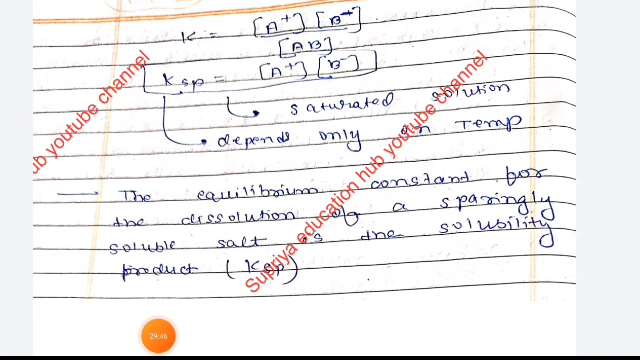 K = [A+] [B-+]
[AB]
Ksp = [A+] [B-]
saturated solution
depends only on Temp
— The equilibrium constant for
the dissolution of a sparingly
soluble salt is the solubility
product (Ksp)
hub youtube channel
Supriya education hub youtube channel
29:46